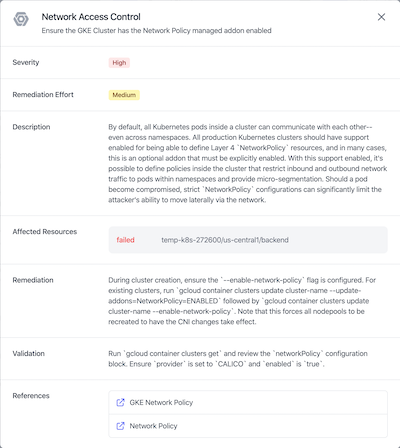 Network Access Control
Ensure the GKE Cluster has the Network Policy managed addon enabled
Severity
High
Remediation Effort
Medium
Description
By default, all Kubernetes pods inside a cluster can communicate with each other--
even across namespaces. All production Kubernetes clusters should have support
enabled for being able to define Layer 4 `NetworkPolicy` resources, and in many cases,
this is an optional addon that must be explicitly enabled. With this support enabled, it's
possible to define policies inside the cluster that restrict inbound and outbound network
traffic to pods within namespaces and provide micro-segmentation. Should a pod
become compromised, strict `NetworkPolicy` configurations can significantly limit the
attacker's ability to move laterally via the network.
Affected Resources
failed temp-k8s-272600/us-central1/backend
Remediation
During cluster creation, ensure the `--enable-network-policy` flag is configured. For
existing clusters, run `gcloud container clusters update cluster-name --update-
addons=NetworkPolicy=ENABLED` followed by `gcloud container clusters update
cluster-name --enable-network-policy`. Note that this forces all nodepools to be
recreated to have the CNI changes take effect.
Validation
Run `gcloud container clusters get` and review the `networkPolicy` configuration
block. Ensure `provider` is set to `CALICO` and `enabled` is `true`.
References
GKE Network Policy
Network Policy